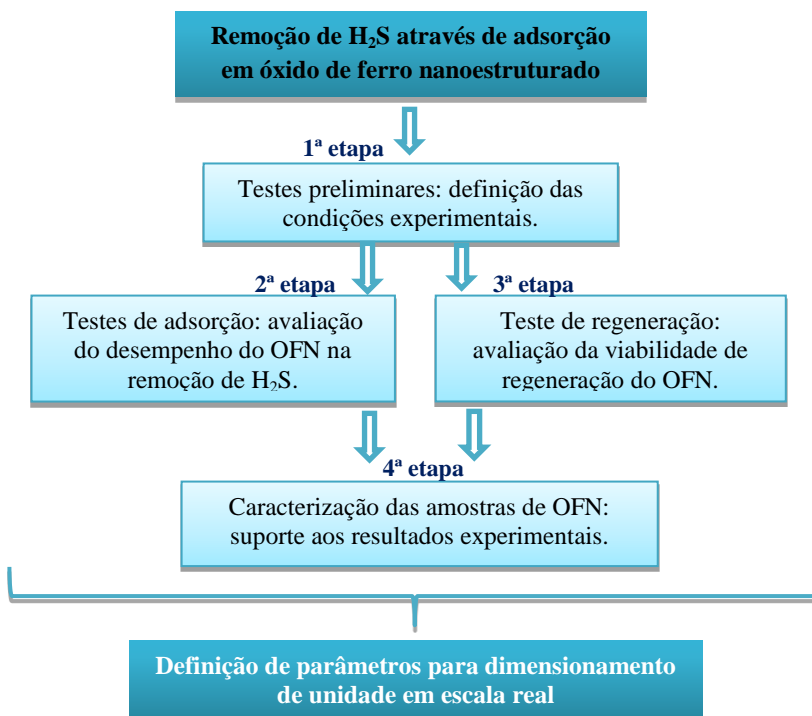 Remoção de H₂S através de adsorção
em óxido de ferro nanoestruturado
1ª etapa
Testes preliminares: definição das
condições experimentais.
2ª etapa
Testes de adsorção: avaliação
do desempenho do OFN na
remoção de H₂S.
3ª etapa
Teste de regeneração:
avaliação da viabilidade de
regeneração do OFN.
4ª etapa
Caracterização das amostras de OFN:
suporte aos resultados experimentais.
Definição de parâmetros para dimensionamento
de unidade em escala real